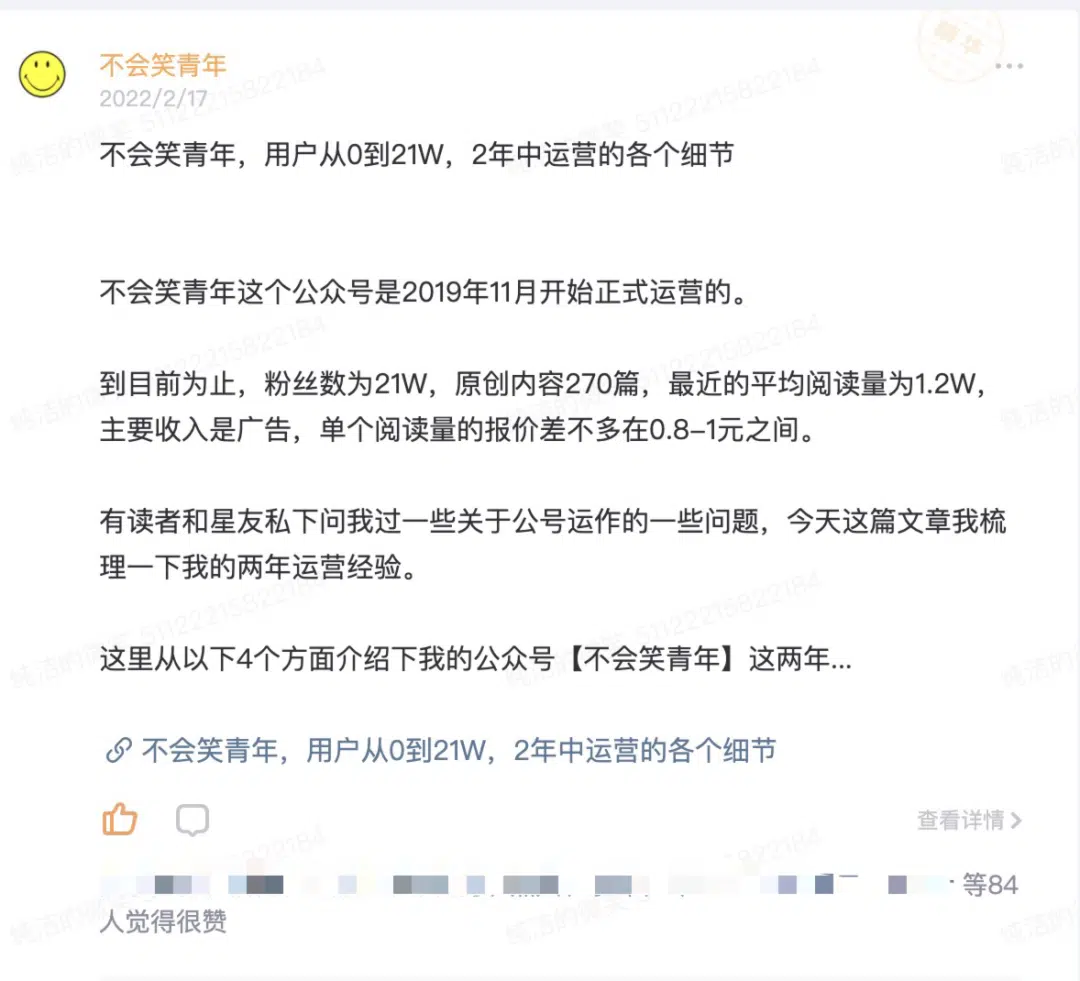 不会笑青年
2022/2/17
不会笑青年，用户从0到21W，2年中运营的各个细节
不会笑青年这个公众号是2019年11月开始正式运营的。
到目前为止，粉丝数为21W，原创内容270篇，最近的平均阅读量为1.2W，
主要收入是广告，单个阅读量的报价差不多在0.8–1元之间。
有读者和星友私下问我过一些关于公号运作的一些问题，今天这篇文章我梳
理一下我的两年运营经验。
这里从以下4个方面介绍下我的公众号【不会笑青年】这两年...
不会笑青年，用户从0到21W，2年中运营的各个细节
查看详情
等84
人觉得很赞
纯洁的微笑 51122215822184